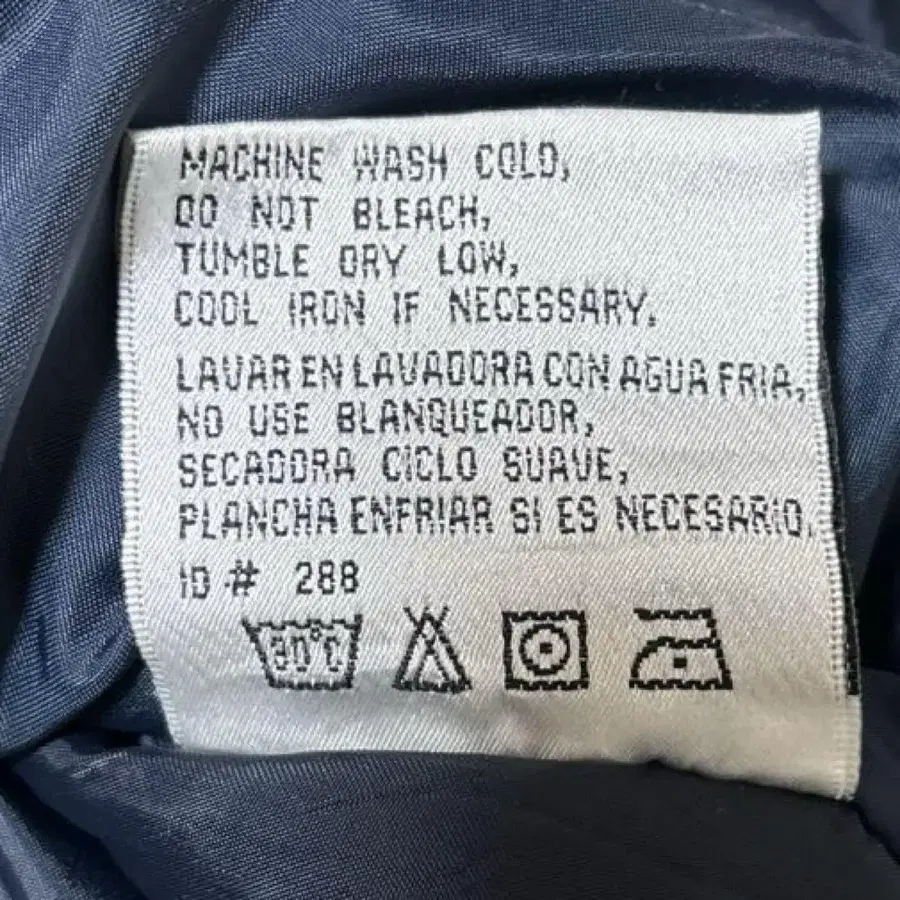 MACHINE WASH COLD,
DO NOT BLEACH,
TUMBLE DRY LOW,
COOL IRON IF NECESSARY.
LAVAR EN LAVADORA CON AGUA FRIA,
NO USE BLANQUEADOR,
SECADORA CICLO SUAVE,
PLANCHA ENFRIAR SI ES NECESARIO.
ID # 288
30°C